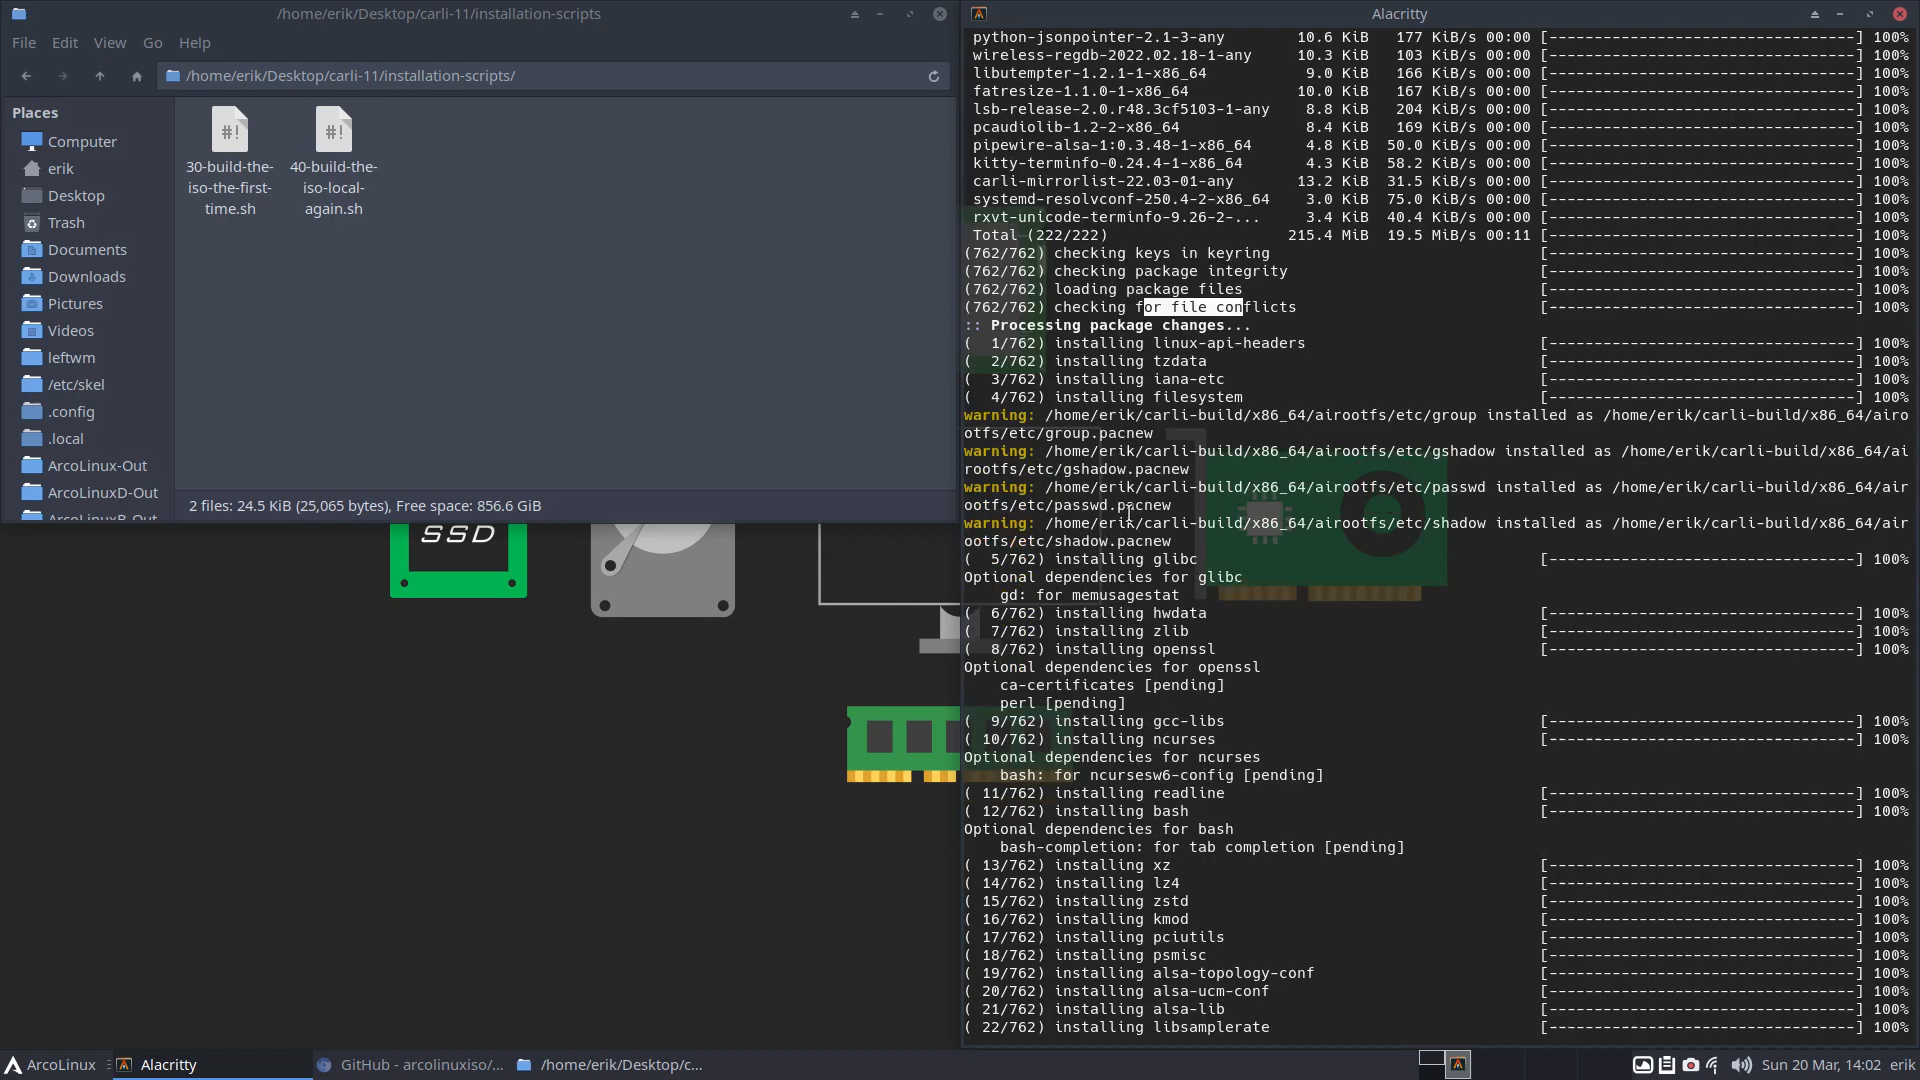 /home/erik/Desktop/carli-11/installation-scripts
File Edit View Go Help
/home/erik/Desktop/carli-11/installation-scripts/
Places
Computer
erik
Desktop
Trash
Documents
Downloads
Pictures
Videos
leftwm
/etc/skel
.config
.local
ArcoLinux-Out
ArcoLinuxD-Out
ArcoLinuxB-Out
#!
#!
30-build-the-
iso-the-first-
time.sh
40-build-the-
iso-local-
again.sh
2 files: 24.5 KiB (25,065 bytes), Free space: 856.6 GiB
SSD
Alacritty
python-jsonpointer-2.1-3-any 10.6 KiB 177 KiB/s 00:00 [----------------------------------] 100%
wireless-regdb-2022.02.18-1-any 10.3 KiB 103 KiB/s 00:00 [----------------------------------] 100%
libutempter-1.2.1-1-x86_64 9.0 KiB 166 KiB/s 00:00 [----------------------------------] 100%
fatresize-1.1.0-1-x86_64 10.0 KiB 167 KiB/s 00:00 [----------------------------------] 100%
lsb-release-2.0.r48.3cf5103-1-any 8.8 KiB 204 KiB/s 00:00 [----------------------------------] 100%
pcaudiolib-1.2-2-x86_64 8.4 KiB 169 KiB/s 00:00 [----------------------------------] 100%
pipewire-alsa-1:0.3.48-1-x86_64 4.8 KiB 50.0 KiB/s 00:00 [----------------------------------] 100%
kitty-terminfo-0.24.4-1-x86_64 4.3 KiB 58.2 KiB/s 00:00 [----------------------------------] 100%
carli-mirrorlist-22.03-01-any 13.2 KiB 31.5 KiB/s 00:00 [----------------------------------] 100%
systemd-resolvconf-250.4-2-x86_64 3.0 KiB 75.0 KiB/s 00:00 [----------------------------------] 100%
rxvt-unicode-terminfo-9.26-2-... 3.4 KiB 40.4 KiB/s 00:00 [----------------------------------] 100%
Total (222/222) 215.4 MiB 19.5 MiB/s 00:11 [----------------------------------] 100%
(762/762) checking keys in keyring [----------------------------------] 100%
(762/762) checking package integrity [----------------------------------] 100%
(762/762) loading package files [----------------------------------] 100%
(762/762) checking for file conflicts [----------------------------------] 100%
:: Processing package changes...
( 1/762) installing linux-api-headers [----------------------------------] 100%
( 2/762) installing tzdata [----------------------------------] 100%
( 3/762) installing iana-etc [----------------------------------] 100%
( 4/762) installing filesystem [----------------------------------] 100%
warning: /home/erik/carli-build/x86_64/airootfs/etc/group installed as /home/erik/carli-build/x86_64/airo
otfs/etc/group.pacnew
warning: /home/erik/carli-build/x86_64/airootfs/etc/gshadow installed as /home/erik/carli-build/x86_64/ai
rootfs/etc/gshadow.pacnew
warning: /home/erik/carli-build/x86_64/airootfs/etc/passwd installed as /home/erik/carli-build/x86_64/air
ootfs/etc/passwd.pacnew
warning: /home/erik/carli-build/x86_64/airootfs/etc/shadow installed as /home/erik/carli-build/x86_64/air
ootfs/etc/shadow.pacnew
( 5/762) installing glibc [----------------------------------] 100%
Optional dependencies for glibc
gd: for memusagestat
( 6/762) installing hwdata [----------------------------------] 100%
( 7/762) installing zlib [----------------------------------] 100%
( 8/762) installing openssl [----------------------------------] 100%
Optional dependencies for openssl
ca-certificates [pending]
perl [pending]
( 9/762) installing gcc-libs [----------------------------------] 100%
( 10/762) installing ncurses [----------------------------------] 100%
Optional dependencies for ncurses
bash: for ncursesw6-config [pending]
( 11/762) installing readline [----------------------------------] 100%
( 12/762) installing bash [----------------------------------] 100%
Optional dependencies for bash
bash-completion: for tab completion [pending]
( 13/762) installing xz [----------------------------------] 100%
( 14/762) installing lz4 [----------------------------------] 100%
( 15/762) installing zstd [----------------------------------] 100%
( 16/762) installing kmod [----------------------------------] 100%
( 17/762) installing pciutils [----------------------------------] 100%
( 18/762) installing psmisc [----------------------------------] 100%
( 19/762) installing alsa-topology-conf [----------------------------------] 100%
( 20/762) installing alsa-ucm-conf [----------------------------------] 100%
( 21/762) installing alsa-lib [----------------------------------] 100%
( 22/762) installing libsamplerate [----------------------------------] 100%
ArcoLinux Alacritty GitHub - arcolinuxiso/... /home/erik/Desktop/c... Sun 20 Mar, 14:02 erik